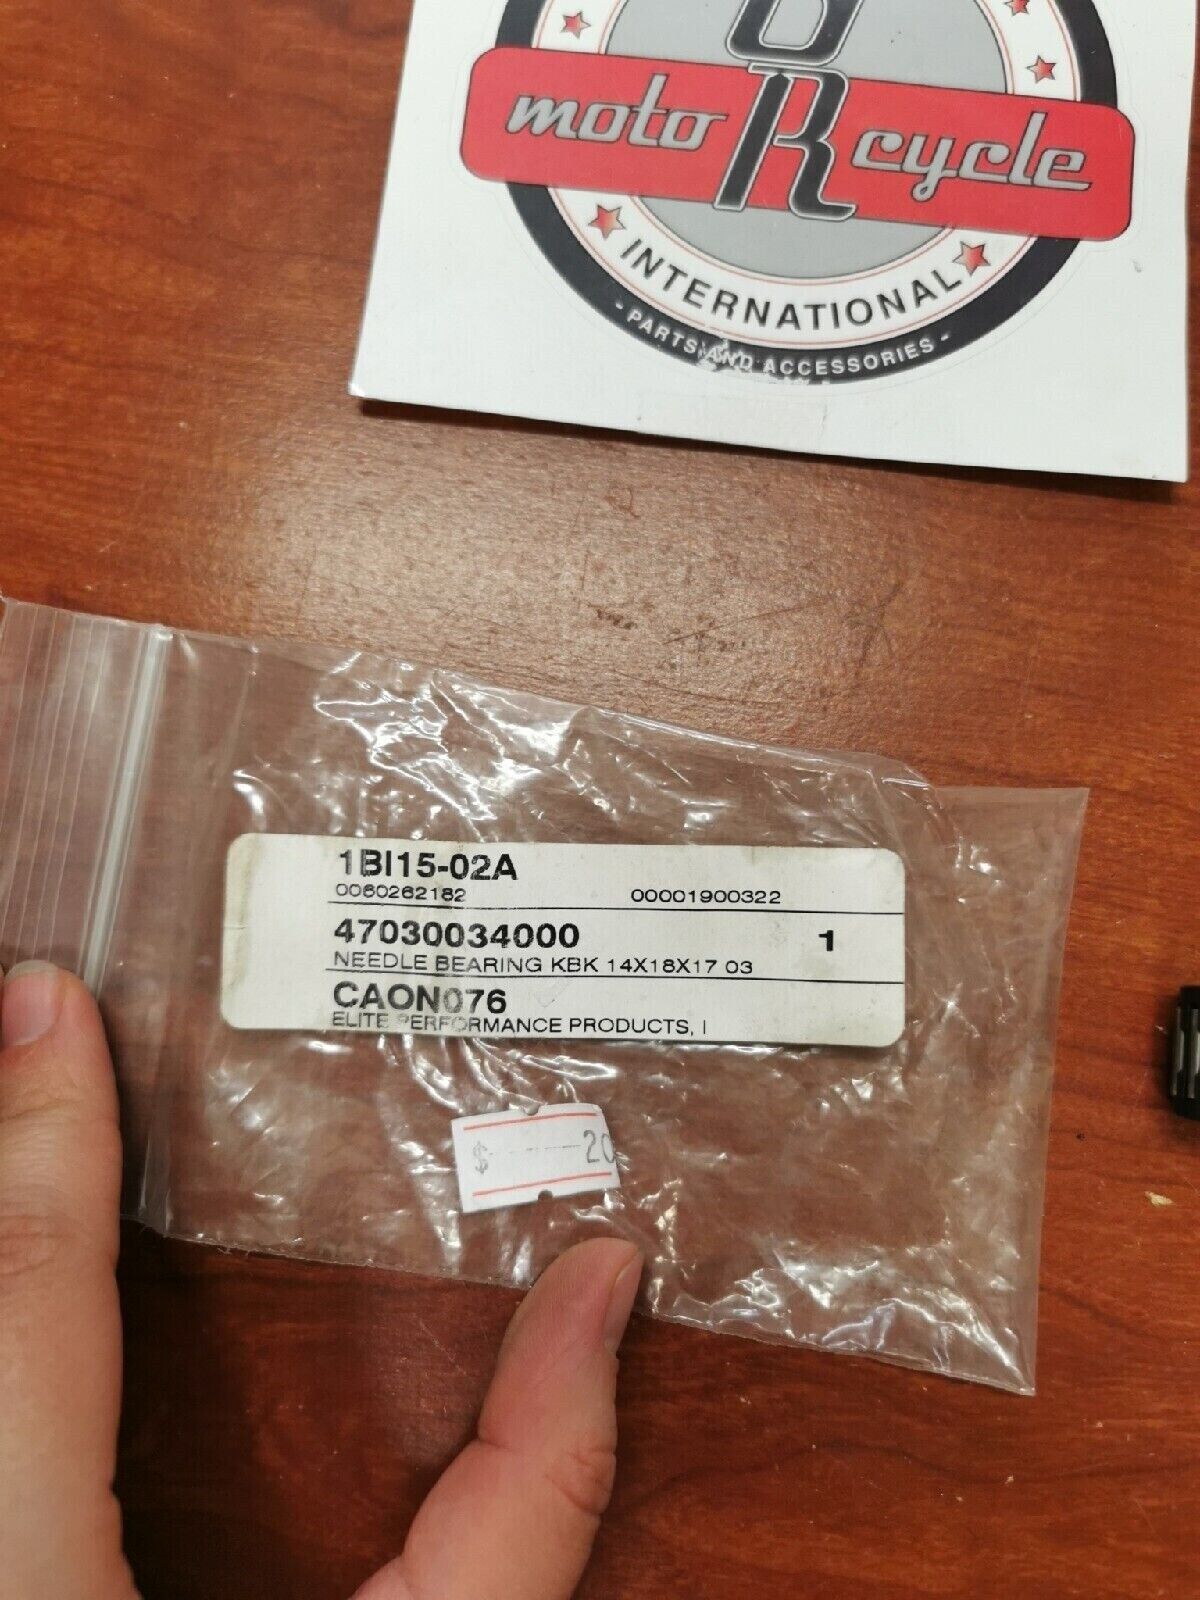 moto R cycle
INTERNATIONAL
- PARTS AND ACCESSORIES -
1BI15-02A
0060262182 00001900322
47030034000 1
NEEDLE BEARING KBK 14X18X17 03
CAON076
ELITE PERFORMANCE PRODUCTS, I
$ ---- 20